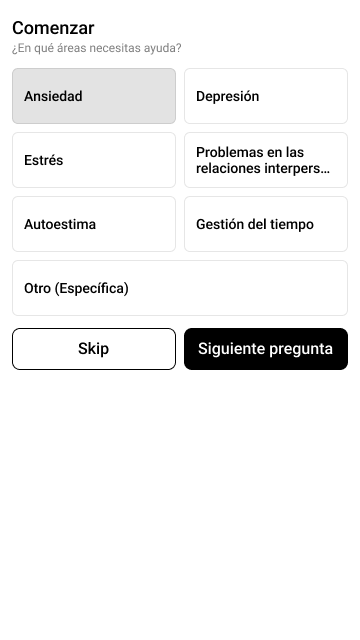 Comenzar
¿En qué áreas necesitas ayuda?
Ansiedad
Depresión
Estrés
Problemas en las
relaciones interpers...
Autoestima
Gestión del tiempo
Otro (Específica)
Skip
Siguiente pregunta